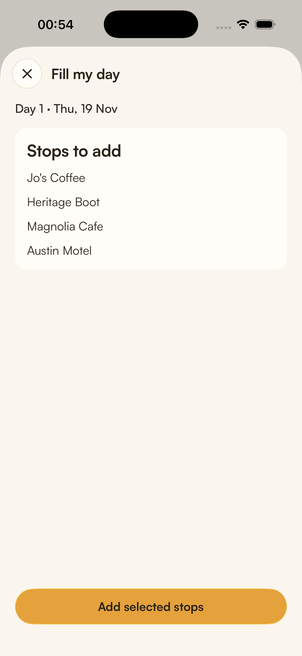 00:54
Fill my day
Day 1 · Thu, 19 Nov
Stops to add
Jo's Coffee
Heritage Boot
Magnolia Cafe
Austin Motel
Add selected stops